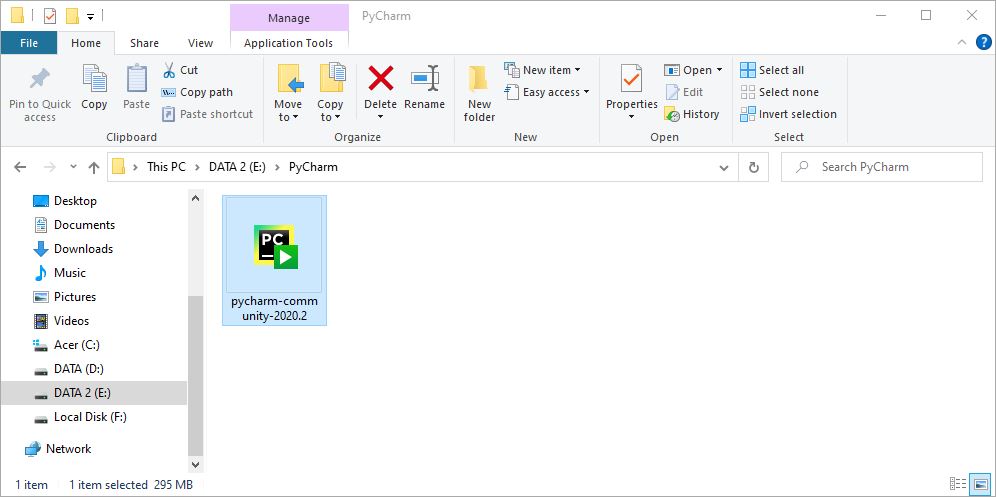 Manage
PyCharm
File
Home
Share
View
Application Tools
?
Pin to Quick
access
Copy
Paste
Cut
Copy path
Paste shortcut
Clipboard
Move
to
Copy
to
Delete
Rename
Organize
New
folder
New item
Easy access
New
Properties
Open
Edit
History
Open
Select all
Select none
Invert selection
Select
This PC
DATA 2 (E:)
PyCharm
Search PyCharm
Desktop
Documents
Downloads
Music
Pictures
Videos
Acer (C:)
DATA (D:)
DATA 2 (E:)
Local Disk (F:)
Network
PC
pycharm-comm
unity-2020.2
1 item
1 item selected 295 MB